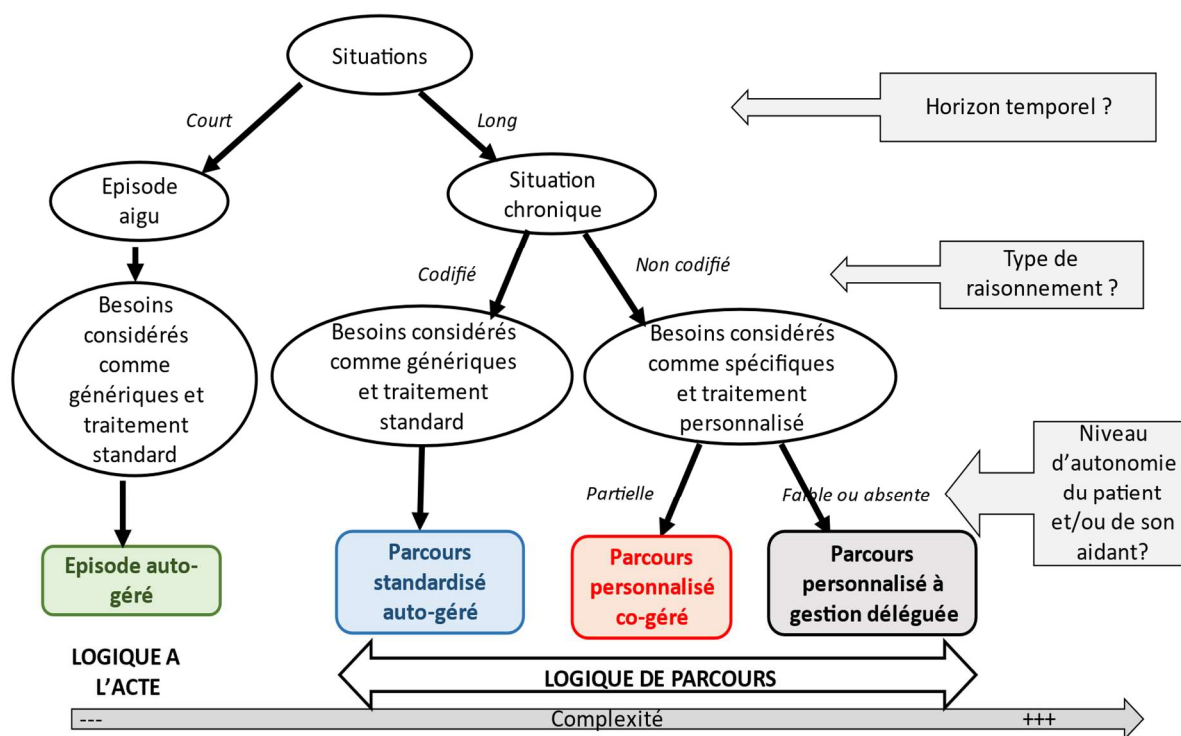 Situations
Horizon temporel ?
Court
Long
Episode
aigu
Situation
chronique
Type de
raisonnement ?
Codifié
Non codifié
Besoins
considérés
comme
génériques et
traitement
standard
Besoins considérés
comme génériques
et traitement
standard
Besoins considérés
comme spécifiques
et traitement
personnalisé
Niveau
d'autonomie
du patient
et/ou de son
aidant?
Partielle
Faible ou absente
Episode auto-
géré
Parcours
standardisé
auto-géré
Parcours
personnalisé
co-géré
Parcours
personnalisé à
gestion déléguée
LOGIQUE A
L'ACTE
LOGIQUE DE PARCOURS
--- Complexité +++